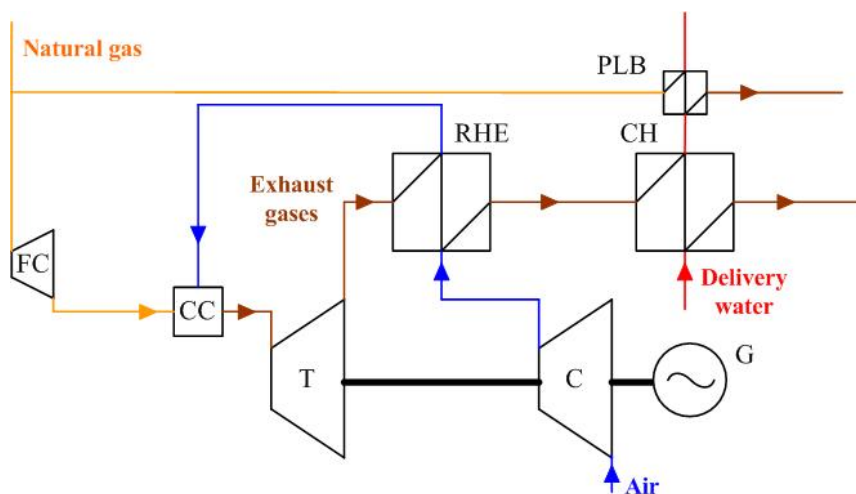 Natural gas
PLB
RHE
CH
Exhaust
gases
FC
CC
Delivery
water
T
C
G
Air